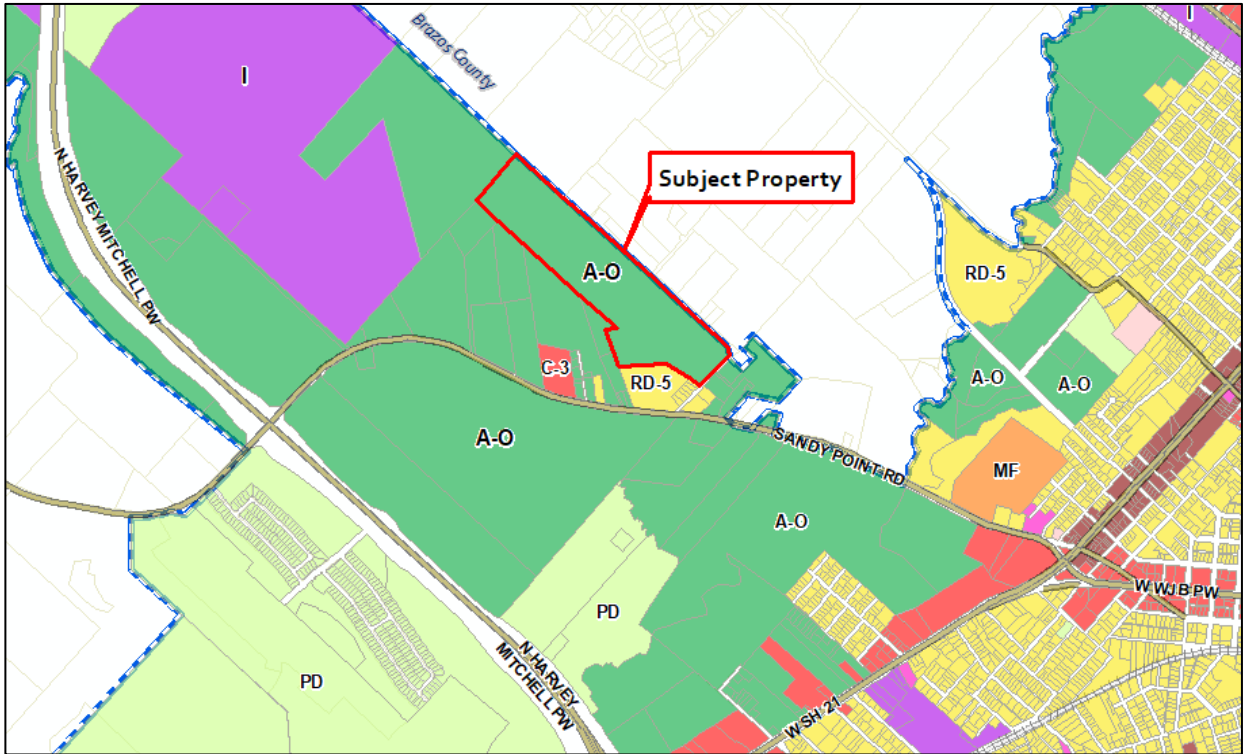 I
Brazos County
I
N HARVEY MITCHELL PW
Subject Property
A-O
RD-5
C-3
RD-5
A-O
A-O
A-O
SANDY POINT RD
MF
A-O
PD
W WJB PW
N HARVEY
MITCHELL PW
PD
W SH 21